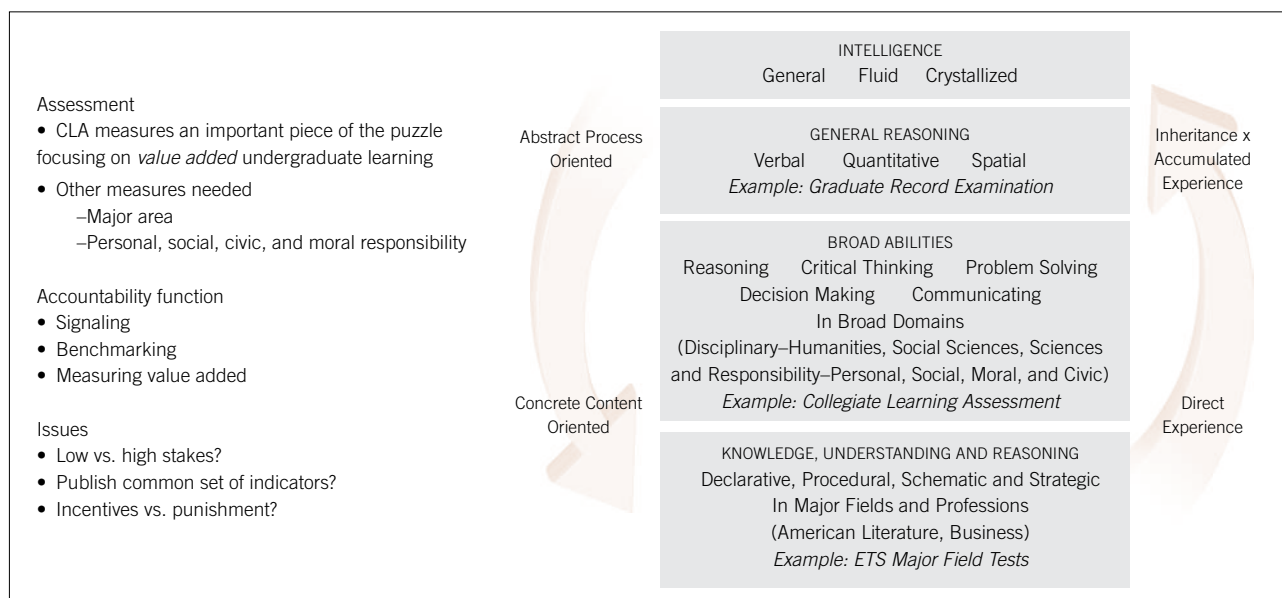 Assessment
• CLA measures an important piece of the puzzle
focusing on value added undergraduate learning
• Other measures needed
–Major area
–Personal, social, civic, and moral responsibility
Accountability function
• Signaling
• Benchmarking
• Measuring value added
Issues
• Low vs. high stakes?
• Publish common set of indicators?
• Incentives vs. punishment?
Abstract Process
Oriented
Concrete Content
Oriented
INTELLIGENCE
General Fluid Crystallized
GENERAL REASONING
Verbal Quantitative Spatial
Example: Graduate Record Examination
BROAD ABILITIES
Reasoning Critical Thinking Problem Solving
Decision Making Communicating
In Broad Domains
(Disciplinary–Humanities, Social Sciences, Sciences
and Responsibility–Personal, Social, Moral, and Civic)
Example: Collegiate Learning Assessment
KNOWLEDGE, UNDERSTANDING AND REASONING
Declarative, Procedural, Schematic and Strategic
In Major Fields and Professions
(American Literature, Business)
Example: ETS Major Field Tests
Inheritance x
Accumulated
Experience
Direct
Experience